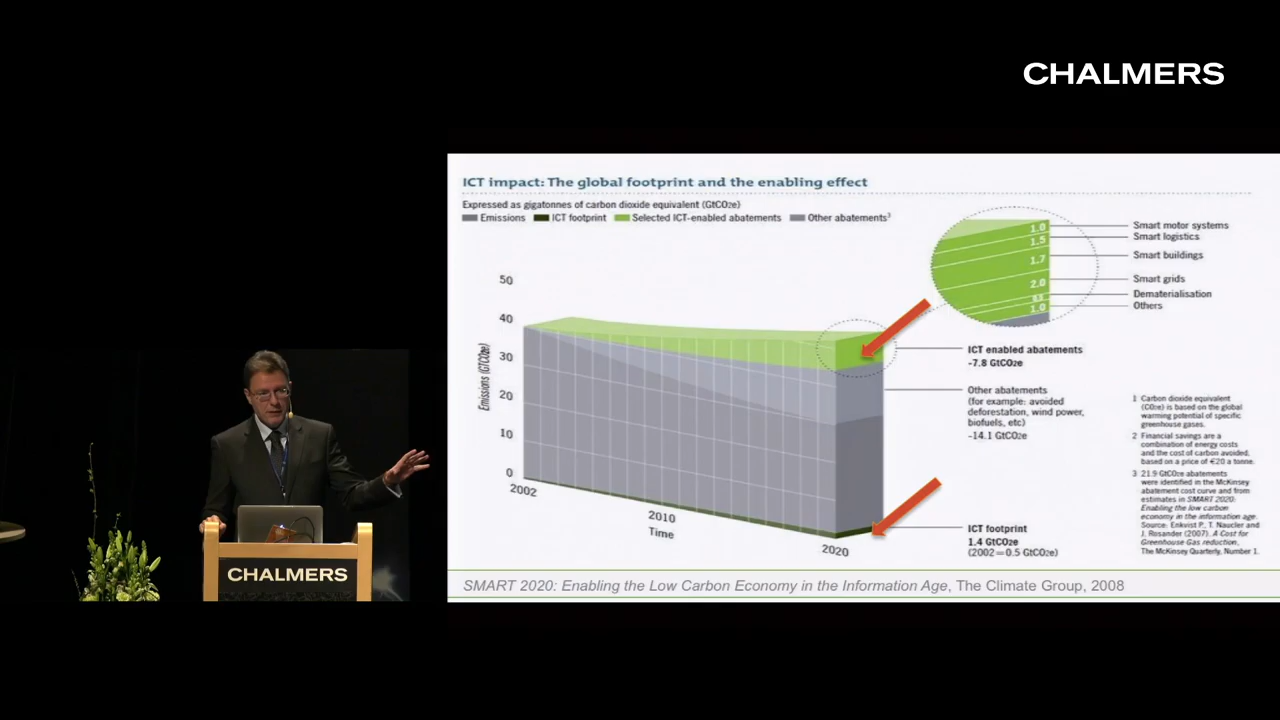 CHALMERS
ICT impact: The global footprint and the enabling effect
Expressed as gigatonnes of carbon dioxide equivalent (GtCO2e)
Emissions
ICT footprint
Selected ICT-enabled abatements
Other abatements3
50
40
30
20
10
0
Emissions (GTCO2e)
2002
2010
Time
2020
1.0
1.5
1.7
2.0
1.0
Smart motor systems
Smart logistics
Smart buildings
Smart grids
Dematerialisation
Others
ICT enabled abatements
-7.8 GtCO2e
Other abatements
(for example: avoided
deforestation, wind power,
biofuels, etc)
-14.1 GtCO2e
ICT footprint
1.4 GtCO2e
(2002=0.5 GtCO2e)
1 Carbon dioxide equivalent
(CO2e) is based on the global
warming potential of specific
greenhouse gases.
2 Financial savings are a
combination of energy costs
and the cost of carbon avoided,
based on a price of €20 a tonne.
3 21.9 GtCO2e abatements
were identified in the McKinsey
abatement cost curve and from
estimates in SMART 2020:
Enabling the low carbon
economy in the information age.
Source: Enkvist P., T. Naucler and
J. Rosander (2007), A Cost for
Greenhouse Gas reduction,
The McKinsey Quarterly, Number 1.
SMART 2020: Enabling the Low Carbon Economy in the Information Age, The Climate Group, 2008
CHALMERS